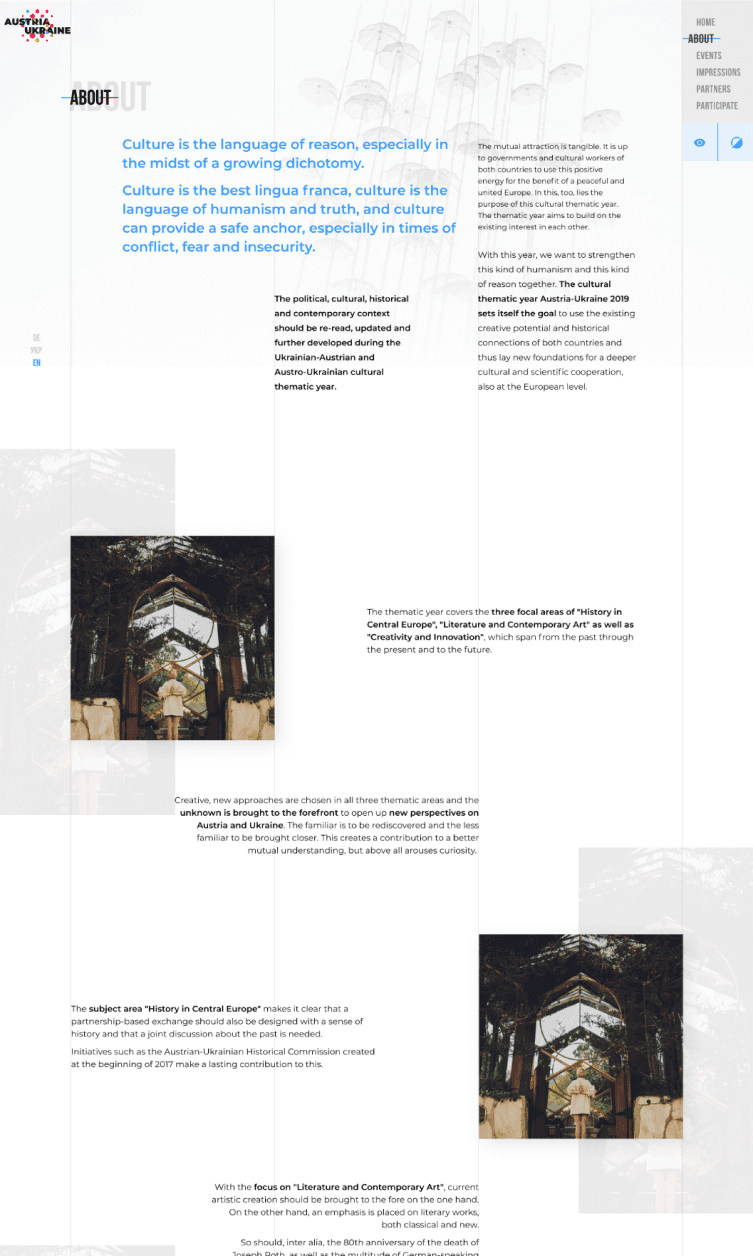 AUSTRIA
UKRAINE
HOME
ABOUT
EVENTS
IMPRESSIONS
PARTNERS
PARTICIPATE
ABOUT
ABOUT
Culture is the language of reason, especially in
the midst of a growing dichotomy.
Culture is the best lingua franca, culture is the
language of humanism and truth, and culture
can provide a safe anchor, especially in times of
conflict, fear and insecurity.
The mutual attraction is tangible. It is up
to governments and cultural workers of
both countries to use this positive
energy for the benefit of a peaceful and
united Europe. In this, too, lies the
purpose of this cultural thematic year.
The thematic year aims to build on the
existing interest in each other.
With this year, we want to strengthen
this kind of humanism and this kind
of reason together. The cultural
thematic year Austria-Ukraine 2019
sets itself the goal to use the existing
creative potential and historical
connections of both countries and
thus lay new foundations for a deeper
cultural and scientific cooperation,
also at the European level.
The political, cultural, historical
and contemporary context
should be re-read, updated and
further developed during the
Ukrainian-Austrian and
Austro-Ukrainian cultural
thematic year.
DE
УКР
EN
The thematic year covers the three focal areas of "History in
Central Europe", "Literature and Contemporary Art" as well as
"Creativity and Innovation", which span from the past through
the present and to the future.
Creative, new approaches are chosen in all three thematic areas and the
unknown is brought to the forefront to open up new perspectives on
Austria and Ukraine. The familiar is to be rediscovered and the less
familiar to be brought closer. This creates a contribution to a better
mutual understanding, but above all arouses curiosity.
The subject area "History in Central Europe" makes it clear that a
partnership-based exchange should also be designed with a sense of
history and that a joint discussion about the past is needed.
Initiatives such as the Austrian-Ukrainian Historical Commission created
at the beginning of 2017 make a lasting contribution to this.
With the focus on "Literature and Contemporary Art", current
artistic creation should be brought to the fore on the one hand.
On the other hand, an emphasis is placed on literary works,
both classical and new.
So should, inter alia, the 80th anniversary of the death of
Joseph Roth, as well as the multitude of German-speaking